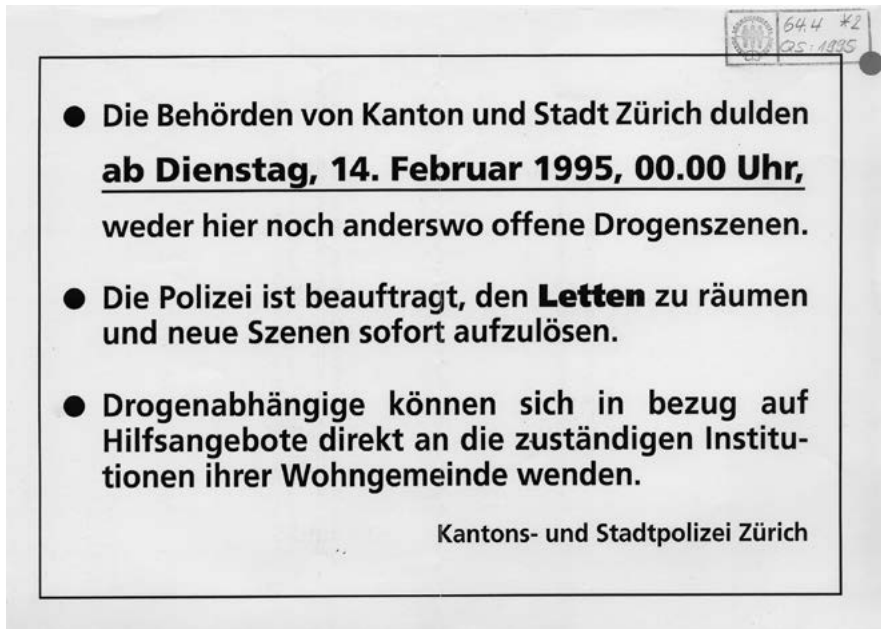 64.4 *2
QS: 1995
● Die Behörden von Kanton und Stadt Zürich dulden
ab Dienstag, 14. Februar 1995, 00.00 Uhr,
weder hier noch anderswo offene Drogenszenen.
● Die Polizei ist beauftragt, den Letten zu räumen
und neue Szenen sofort aufzulösen.
● Drogenabhängige können sich in bezug auf
Hilfsangebote direkt an die zuständigen Institu-
tionen ihrer Wohngemeinde wenden.
Kantons- und Stadtpolizei Zürich